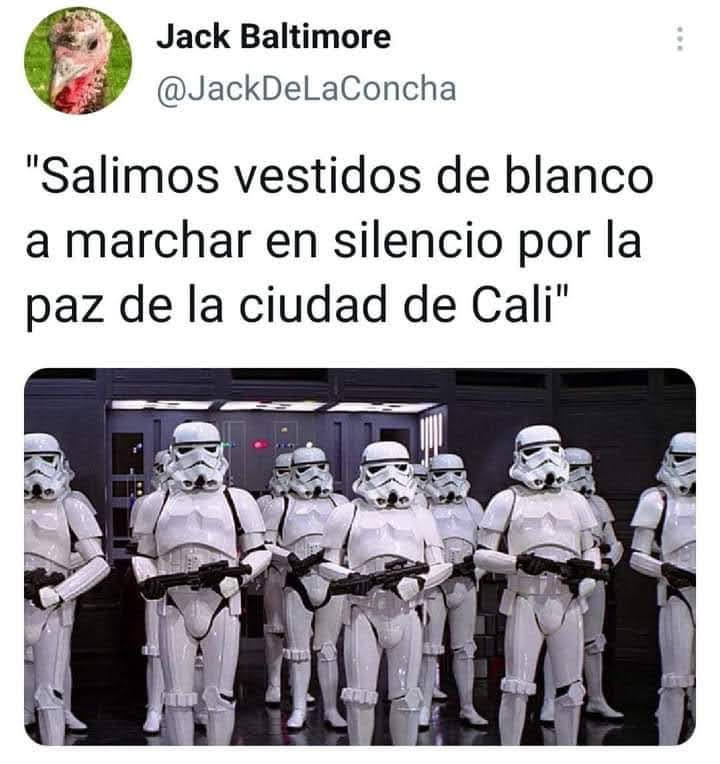 Jack Baltimore
@JackDeLaConcha
"Salimos vestidos de blanco
a marchar en silencio por la
paz de la ciudad de Cali"